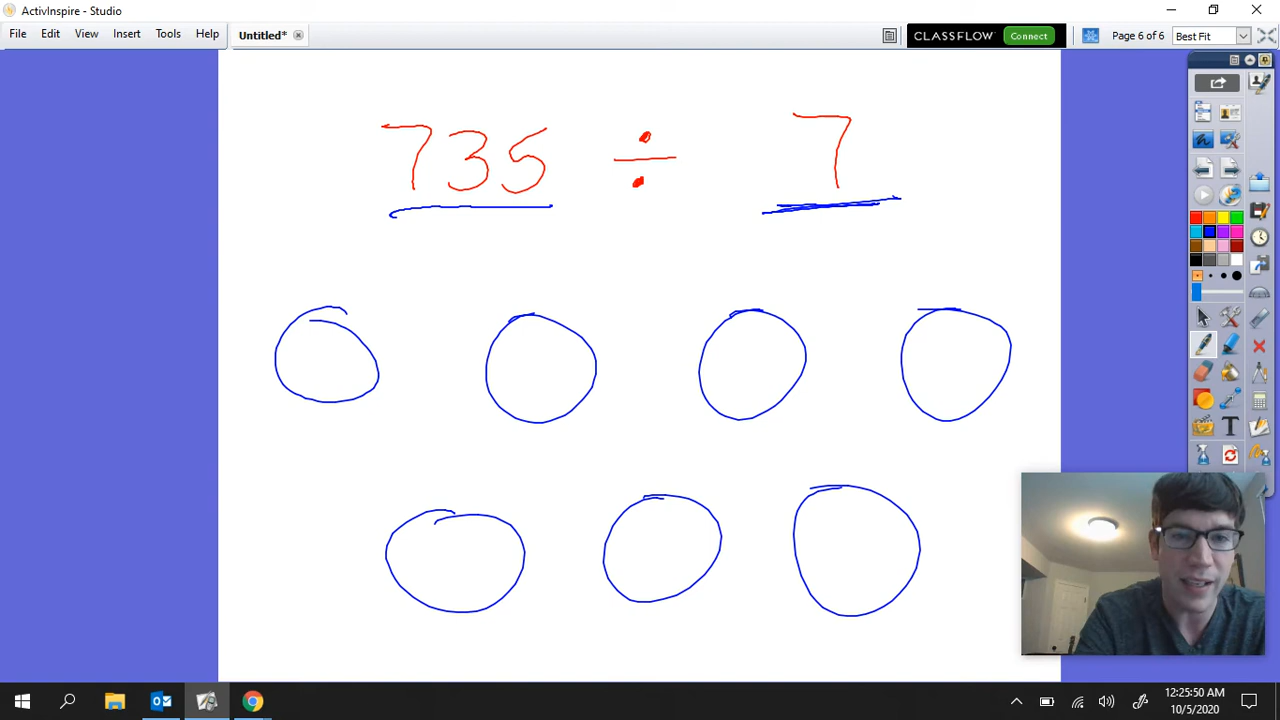 ActivInspire - Studio
File Edit View Insert Tools Help Untitled* CLASSFLOW Connect Page 6 of 6 Best Fit
735 ÷ 7
12:25:50 AM
10/5/2020